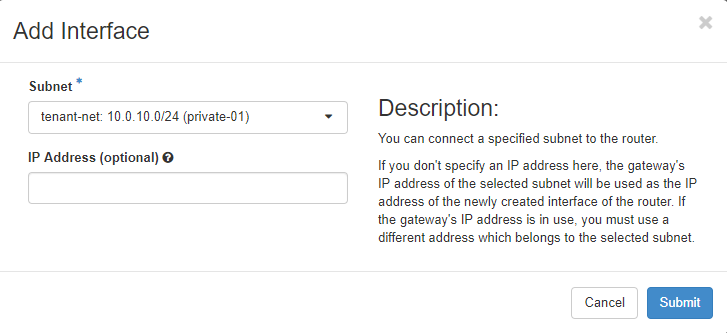 Add Interface
×
Subnet *
tenant-net: 10.0.10.0/24 (private-01)
IP Address (optional)
Description:
You can connect a specified subnet to the router.
If you don't specify an IP address here, the gateway's
IP address of the selected subnet will be used as the IP
address of the newly created interface of the router. If
the gateway's IP address is in use, you must use a
different address which belongs to the selected subnet.
Cancel
Submit